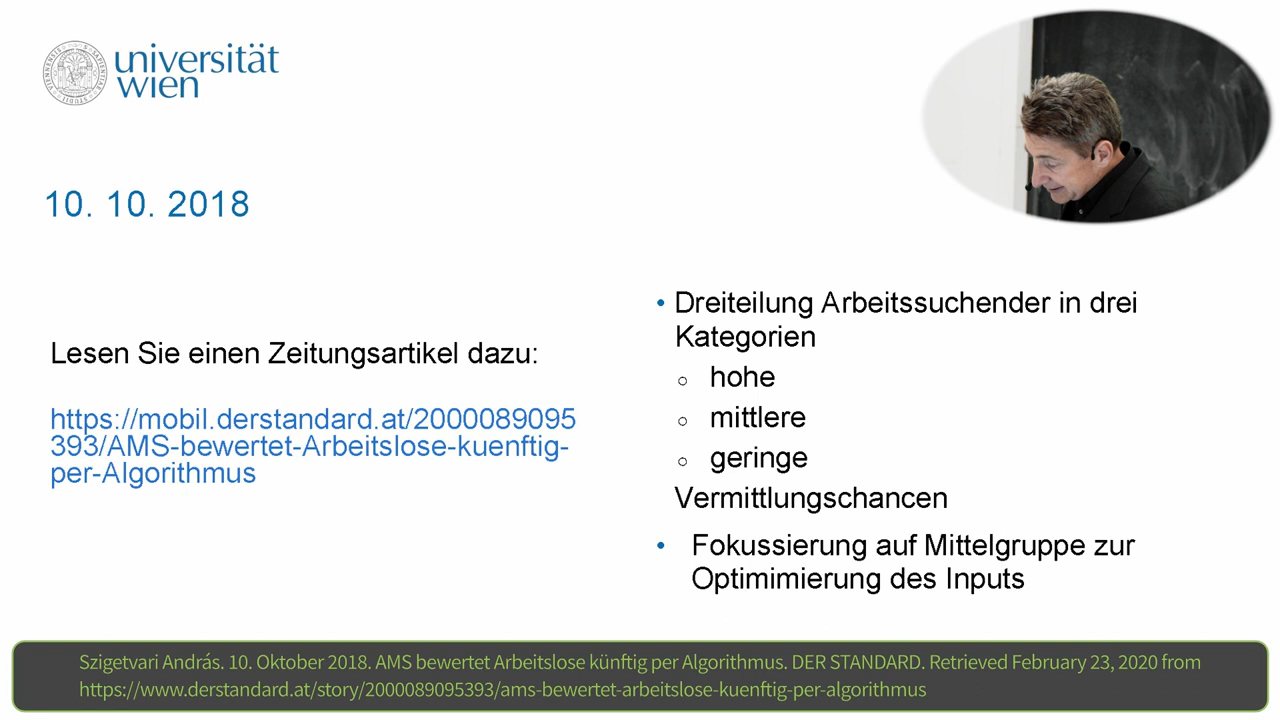 universität
wien
10. 10. 2018
Lesen Sie einen Zeitungsartikel dazu:
https://mobil.derstandard.at/2000089095
393/AMS-bewertet-Arbeitslose-kuenftig-
per-Algorithmus
• Dreiteilung Arbeitssuchender in drei
Kategorien
○ hohe
○ mittlere
○ geringe
Vermittlungschancen
• Fokussierung auf Mittelgruppe zur
Optimimierung des Inputs
Szigetvari András. 10. Oktober 2018. AMS bewertet Arbeitslose künftig per Algorithmus. DER STANDARD. Retrieved February 23, 2020 from
https://www.derstandard.at/story/2000089095393/ams-bewertet-arbeitslose-kuenftig-per-algorithmus